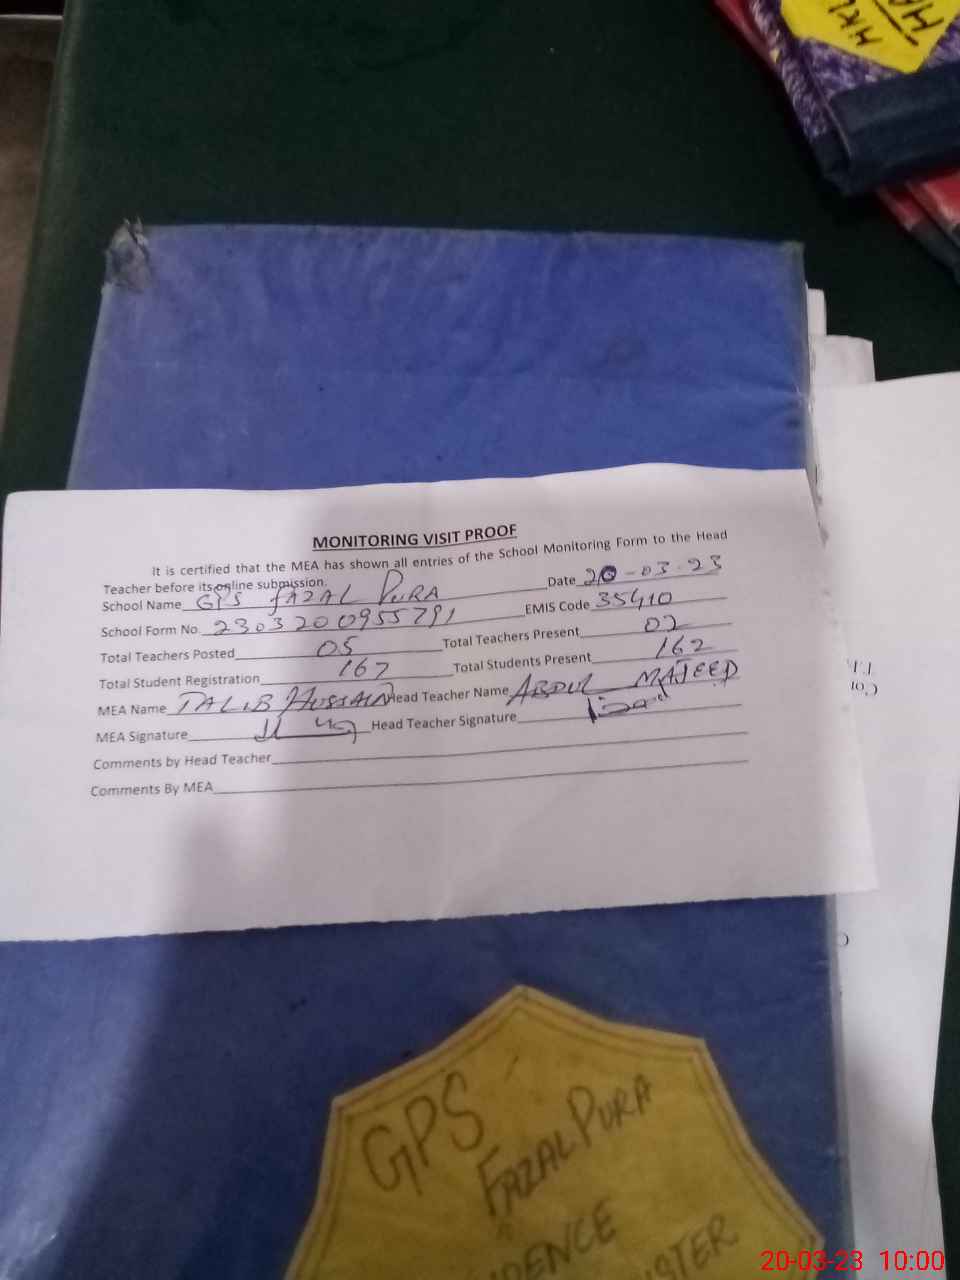 MONITORING VISIT PROOF
It is certified that the MEA has shown all entries of the School Monitoring Form to the Head
Teacher before its online submission.
School Name GPS FAZAL PURA Date 20-03-23
School Form No. 230320095579 EMIS Code 35410
Total Teachers Posted 05 Total Teachers Present 02
Total Student Registration 167 Total Students Present 162
MEA Name TALIB HUSSAIN Head Teacher Name ABDUL MAJEED
MEA Signature Head Teacher Signature
Comments by Head Teacher
Comments By MEA
GPS
FAZAL PURA
20-03-23 10:00